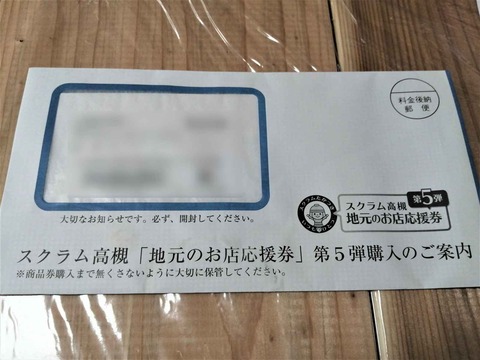 料金後納
郵便
大切なお知らせです。必ず、開封してください。
スクラム高槻 第5弾
地元のお店応援券
スクラム高槻「地元のお店応援券」第5弾購入のご案内
※商品券購入まで無くさないように大切に保管してください。